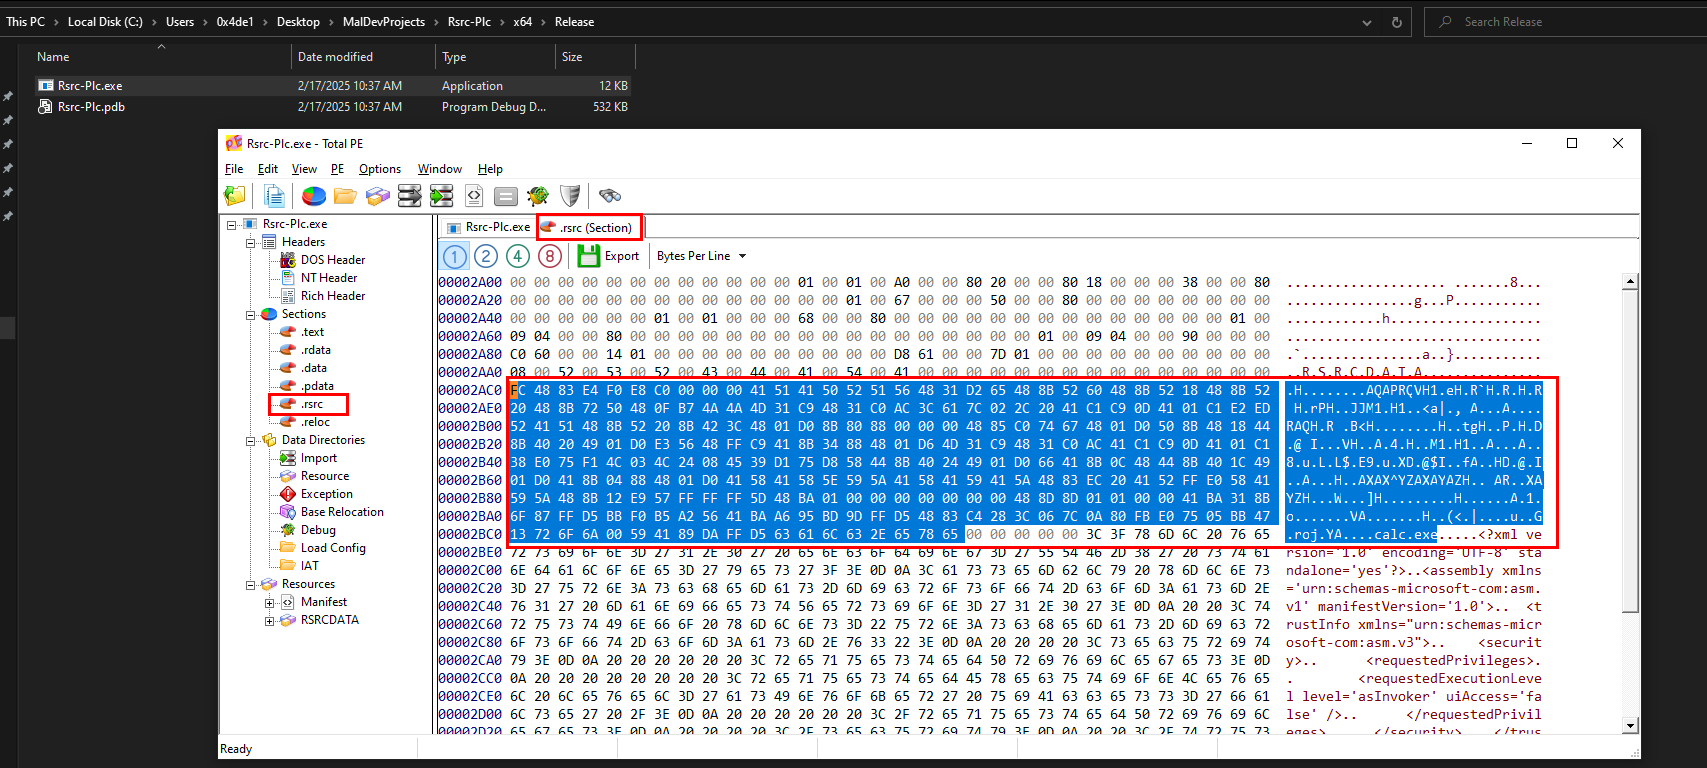 This PC > Local Disk (C:) > Users > 0x4de1 > Desktop > MalDevProjects > Rsrc-Plc > x64 > Release
Search Release
Name Date modified Type Size
Rsrc-Plc.exe 2/17/2025 10:37 AM Application 12 KB
Rsrc-Plc.pdb 2/17/2025 10:37 AM Program Debug D... 532 KB
Rsrc-Plc.exe - Total PE
File Edit View PE Options Window Help
Rsrc-Plc.exe
Headers
DOS Header
NT Header
Rich Header
Sections
.text
.rdata
.data
.pdata
.rsrc
.reloc
Data Directories
Import
Resource
Exception
Base Relocation
Debug
Load Config
IAT
Resources
Manifest
RSRCDATA
Rsrc-Plc.exe .rsrc (Section)
1 2 4 8 Export Bytes Per Line
00002A00 00 00 00 00 00 00 00 00 00 00 00 00 01 00 01 00 A0 00 00 80 20 00 00 80 18 00 00 00 38 00 00 80 ................... .......8...
00002A20 00 00 00 00 00 00 00 00 00 00 00 00 00 00 01 00 67 00 00 00 50 00 00 80 00 00 00 00 00 00 00 00 ................g...P...........
00002A40 00 00 00 00 00 00 01 00 01 00 00 00 68 00 00 80 00 00 00 00 00 00 00 00 00 00 00 00 00 00 01 00 ............h...................
00002A60 09 04 00 00 80 00 00 00 00 00 00 00 00 00 00 00 00 00 00 00 00 00 01 00 09 04 00 00 90 00 00 00 ................................
00002A80 C0 60 00 00 14 01 00 00 00 00 00 00 00 00 00 00 D8 61 00 00 7D 01 00 00 00 00 00 00 00 00 00 00 .`...............a..}...........
00002AA0 08 00 52 00 53 00 52 00 43 00 44 00 41 00 54 00 41 00 00 00 00 00 00 00 00 00 00 00 00 00 00 00 ..R.S.R.C.D.A.T.A...............
00002AC0 FC 48 83 E4 F0 E8 C0 00 00 00 41 51 41 50 52 51 56 48 31 D2 65 48 8B 52 60 48 8B 52 18 48 8B 52 .H........AQAPRQVH1.eH.R`H.R.H.R
00002AE0 20 48 8B 72 50 48 0F B7 4A 4A 4D 31 C9 48 31 C0 AC 3C 61 7C 02 2C 20 41 C1 C9 0D 41 01 C1 E2 ED H.rPH..JJM1.H1..<a|., A...A....
00002B00 52 41 51 48 8B 52 20 8B 42 3C 48 01 D0 8B 80 88 00 00 00 48 85 C0 74 67 48 01 D0 50 8B 48 18 44 RAQH.R .B<H........H..tgH..P.H.D
00002B20 8B 40 20 49 01 D0 E3 56 48 FF C9 41 8B 34 88 48 01 D6 4D 31 C9 48 31 C0 AC 41 C1 C9 0D 41 01 C1 .@ I...VH..A.4.H..M1.H1..A...A..
00002B40 38 E0 75 F1 4C 03 4C 24 08 45 39 D1 75 D8 58 44 8B 40 24 49 01 D0 66 41 8B 0C 48 44 8B 40 1C 49 8.u.L.L$.E9.u.XD.@$I..fA..HD.@.I
00002B60 01 D0 41 8B 04 88 48 01 D0 41 58 41 58 5E 59 5A 41 58 41 59 41 5A 48 83 EC 20 41 52 FF E0 58 41 ..A...H..AXAX^YZAXAYAZH.. AR..XA
00002B80 59 5A 48 8B 12 E9 57 FF FF FF 5D 48 BA 01 00 00 00 00 00 00 00 48 8D 8D 01 01 00 00 41 BA 31 8B YZH...W...]H.........H......A.1.
00002BA0 6F 87 FF D5 BB F0 B5 A2 56 41 BA A6 95 BD 9D FF D5 48 83 C4 28 3C 06 7C 0A 80 FB E0 75 05 BB 47 o.......VA.......H..(<.|....u..G
00002BC0 13 72 6F 6A 00 59 41 89 DA FF D5 63 61 6C 63 2E 65 78 65 00 00 00 00 00 3C 3F 78 6D 6C 20 76 65 .roj.YA....calc.exe.....<?xml ve
00002BE0 72 73 69 6F 6E 3D 27 31 2E 30 27 20 65 6E 63 6F 64 69 6E 67 3D 27 55 54 46 2D 38 27 20 73 74 61 rsion='1.0' encoding='UTF-8' sta
00002C00 6E 64 61 6C 6F 6E 65 3D 27 79 65 73 27 3F 3E 0D 0A 3C 61 73 73 65 6D 62 6C 79 20 78 6D 6C 6E 73 ndalone='yes'?>..<assembly xmlns
00002C20 3D 27 75 72 6E 3A 73 63 68 65 6D 61 73 2D 6D 69 63 72 6F 73 6F 66 74 2D 63 6F 6D 3A 61 73 6D 2E ='urn:schemas-microsoft-com:asm.
00002C40 76 31 27 20 6D 61 6E 69 66 65 73 74 56 65 72 73 69 6F 6E 3D 27 31 2E 30 27 3E 0D 0A 20 20 3C 74 v1' manifestVersion='1.0'>..  <t
00002C60 72 75 73 74 49 6E 66 6F 20 78 6D 6C 6E 73 3D 22 75 72 6E 3A 73 63 68 65 6D 61 73 2D 6D 69 63 72 rustInfo xmlns="urn:schemas-micr
00002C80 6F 73 6F 66 74 2D 63 6F 6D 3A 61 73 6D 2E 76 33 22 3E 0D 0A 20 20 20 20 3C 73 65 63 75 72 69 74 osoft-com:asm.v3">..    <securit
00002CA0 79 3E 0D 0A 20 20 20 20 20 20 3C 72 65 71 75 65 73 74 65 64 50 72 69 76 69 6C 65 67 65 73 3E 0D y>..      <requestedPrivileges>.
00002CC0 0A 20 20 20 20 20 20 20 20 3C 72 65 71 75 65 73 74 65 64 45 78 65 63 75 74 69 6F 6E 4C 65 76 65 .        <requestedExecutionLeve
00002CE0 6C 20 6C 65 76 65 6C 3D 27 61 73 49 6E 76 6F 6B 65 72 27 20 75 69 41 63 63 65 73 73 3D 27 66 61 l level='asInvoker' uiAccess='fa
00002D00 6C 73 65 27 20 2F 3E 0D 0A 20 20 20 20 20 20 3C 2F 72 65 71 75 65 73 74 65 64 50 72 69 76 69 6C lse' />..      </requestedPrivil
00002D20 65 67 65 73 3E 0D 0A 20 20 20 20 3C 2F 73 65 63 75 72 69 74 79 3E 0D 0A 20 20 3C 2F 74 72 75 73 eges>..    </security>..  </trus
Ready